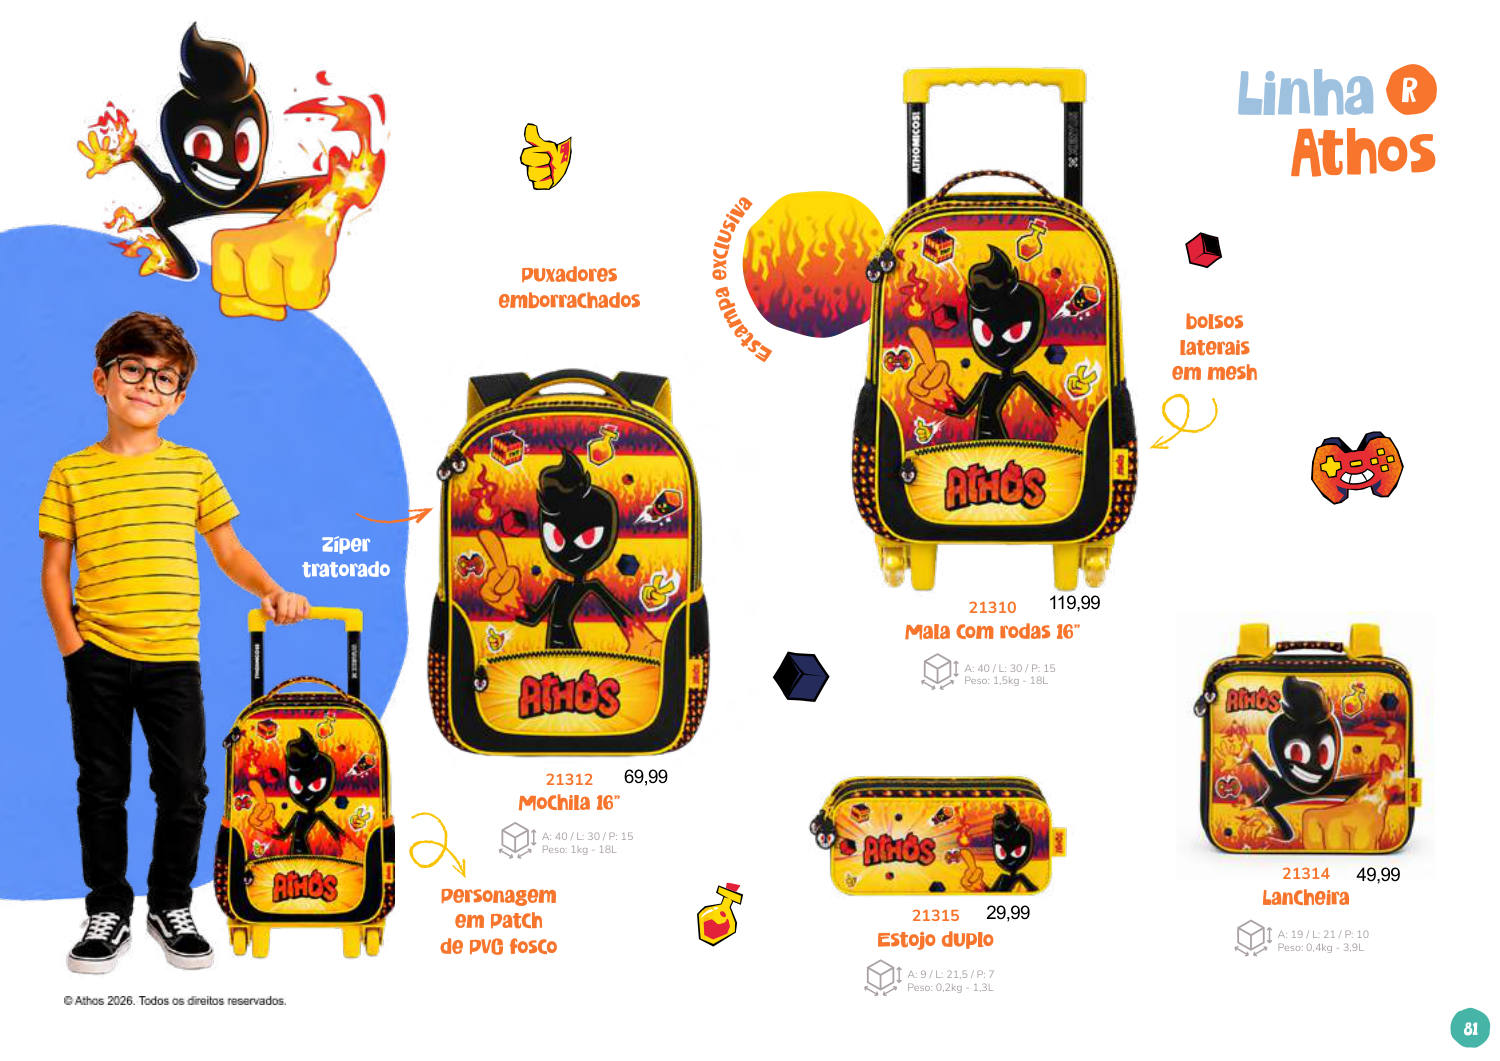 Linha R
Athos
Estampa exclusiva
Puxadores
emborrachados
ATHOMICOS!
bolsos
laterais
em mesh
ATHOS
Zíper
tratorado
ATHOS
21310 119,99
Mala com rodas 16”
A: 40 / L: 30 / P: 15
Peso: 1,5kg - 18L
21312 69,99
Mochila 16”
A: 40 / L: 30 / P: 15
Peso: 1kg - 18L
ATHOS
Personagem
em Patch
de PVC fosco
ATHOS
21315 29,99
Estojo duplo
A: 9 / L: 21,5 / P: 7
Peso: 0,2kg - 1,3L
ATHOS
21314 49,99
Lancheira
A: 19 / L: 21 / P: 10
Peso: 0,4kg - 3,9L
© Athos 2026. Todos os direitos reservados.
81